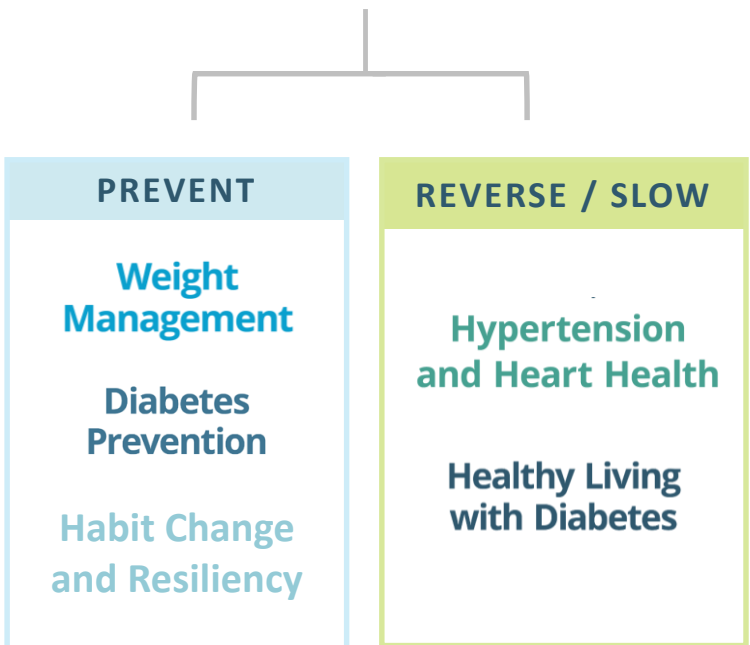 PREVENT
Weight
Management
Diabetes
Prevention
Habit Change
and Resiliency
REVERSE / SLOW
-
Hypertension
and Heart Health
Healthy Living
with Diabetes